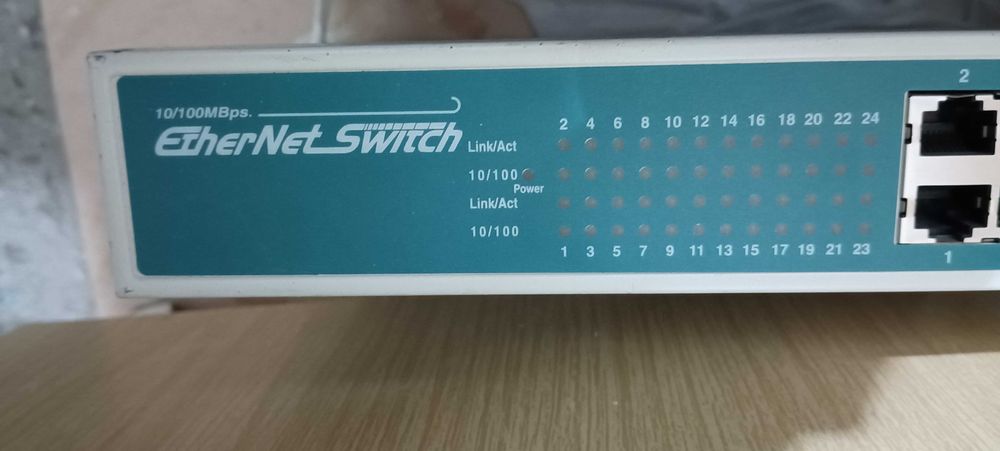 10/100MBps.
EtherNet Switch
2 4 6 8 10 12 14 16 18 20 22 24
Link/Act
10/100
Power
Link/Act
10/100
1 3 5 7 9 11 13 15 17 19 21 23
2
1